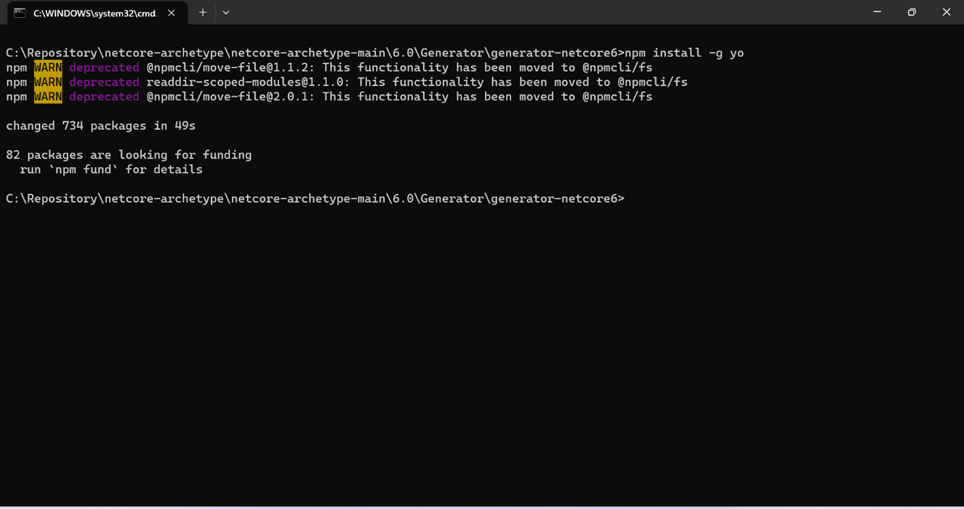 C:\WINDOWS\system32\cmd.
C:\Repository\netcore-archetype\netcore-archetype-main\6.0\Generator\generator-netcore6>npm install -g yo
npm WARN deprecated @npmcli/move-file@1.1.2: This functionality has been moved to @npmcli/fs
npm WARN deprecated readdir-scoped-modules@1.1.0: This functionality has been moved to @npmcli/fs
npm WARN deprecated @npmcli/move-file@2.0.1: This functionality has been moved to @npmcli/fs
changed 734 packages in 49s
82 packages are looking for funding
run `npm fund` for details
C:\Repository\netcore-archetype\netcore-archetype-main\6.0\Generator\generator-netcore6>